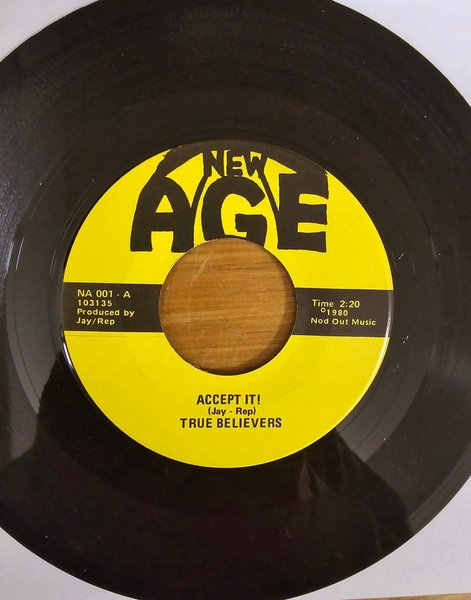 NEW
AGE
NA 001 - A
103135
Produced by
Jay/Rep
Time 2:20
©1980
Nod Out Music
ACCEPT IT!
(Jay - Rep)
TRUE BELIEVERS